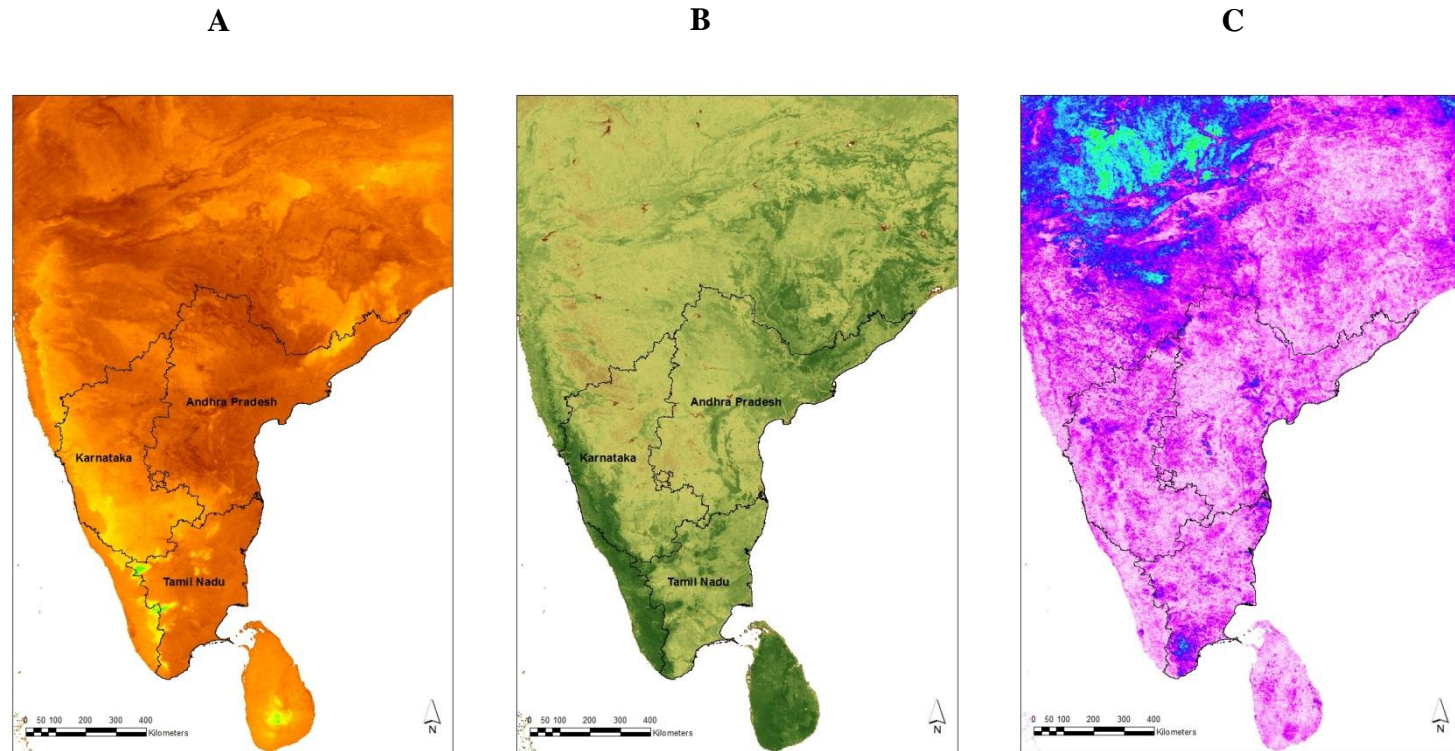 A
B
C
Andhra Pradesh
Karnataka
Tamil Nadu
0 50 100 200 300 400
Kilometers
N
Andhra Pradesh
Karnataka
Tamil Nadu
0 50 100 200 300 400
Kilometers
N
0 50 100 200 300 400
Kilometers
N